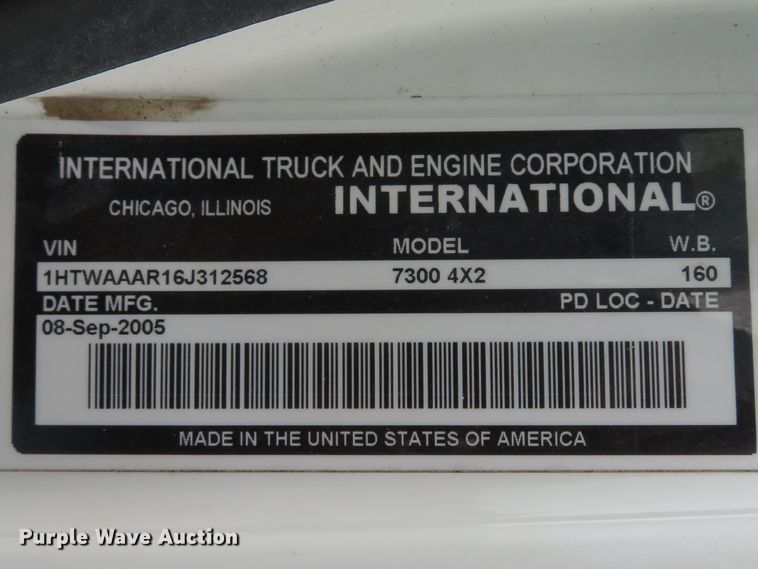 INTERNATIONAL TRUCK AND ENGINE CORPORATION
CHICAGO, ILLINOIS INTERNATIONAL®
VIN MODEL W.B.
1HTWAAAR16J312568 7300 4X2 160
DATE MFG. PD LOC - DATE
08-Sep-2005
MADE IN THE UNITED STATES OF AMERICA
Purple Wave Auction